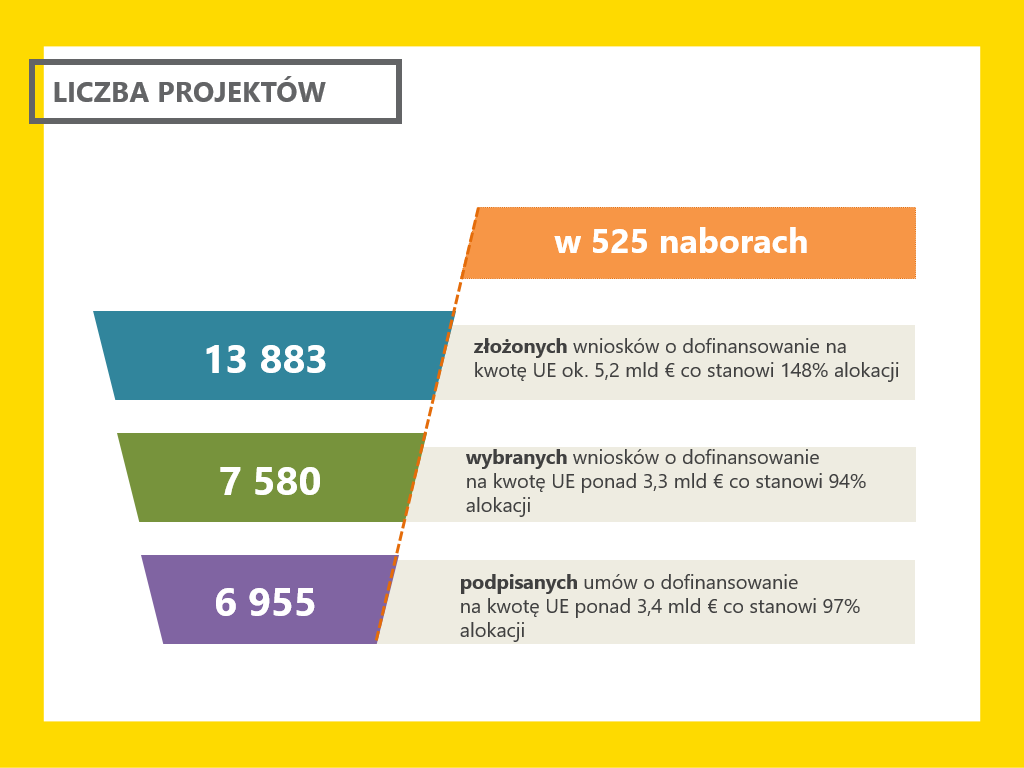 LICZBA PROJEKTÓW
w 525 naborach
13 883
złożonych wniosków o dofinansowanie na
kwotę UE ok. 5,2 mld € co stanowi 148% alokacji
7 580
wybranych wniosków o dofinansowanie
na kwotę UE ponad 3,3 mld € co stanowi 94%
alokacji
6 955
podpisanych umów o dofinansowanie
na kwotę UE ponad 3,4 mld € co stanowi 97%
alokacji